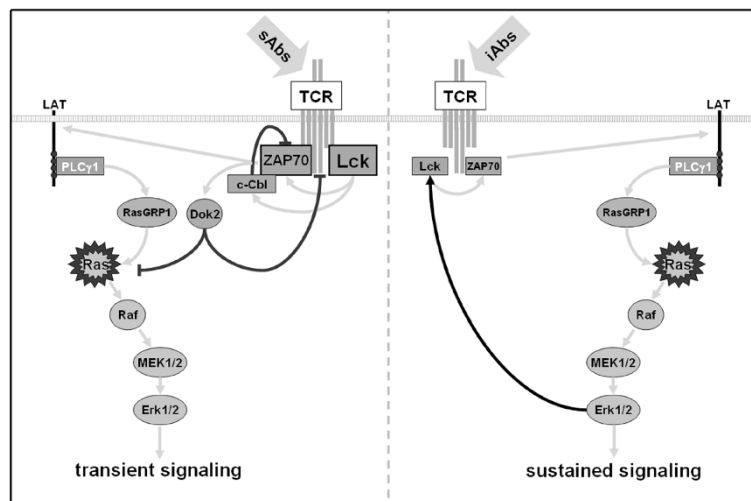 sAbs
TCR
LAT
ZAP70
Lck
c-Cbl
PLCγ1
RasGRP1
Dok2
Ras
Raf
MEK1/2
Erk1/2
transient signaling
iAbs
TCR
LAT
Lck
ZAP70
PLCγ1
RasGRP1
Ras
Raf
MEK1/2
Erk1/2
sustained signaling